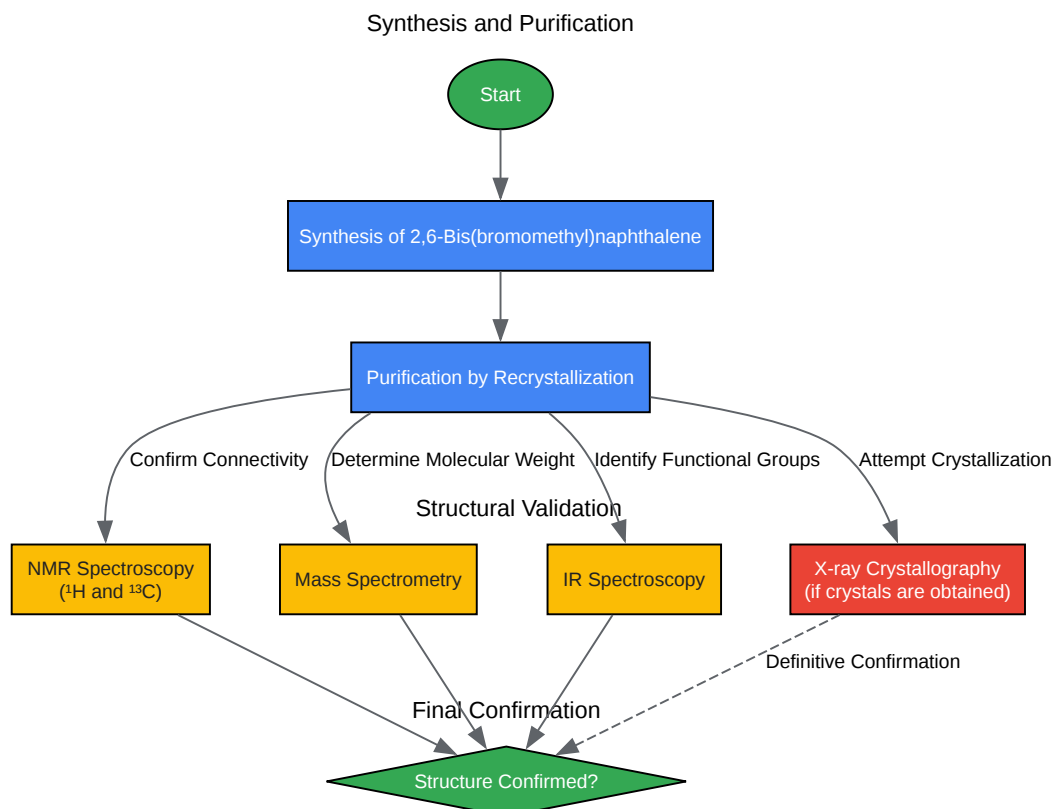 Synthesis and Purification
Start
Synthesis of 2,6-Bis(bromomethyl)naphthalene
Purification by Recrystallization
Confirm Connectivity
Determine Molecular Weight
Identify Functional Groups
Attempt Crystallization
Structural Validation
NMR Spectroscopy
(¹H and ¹³C)
Mass Spectrometry
IR Spectroscopy
X-ray Crystallography
(if crystals are obtained)
Definitive Confirmation
Final Confirmation
Structure Confirmed?